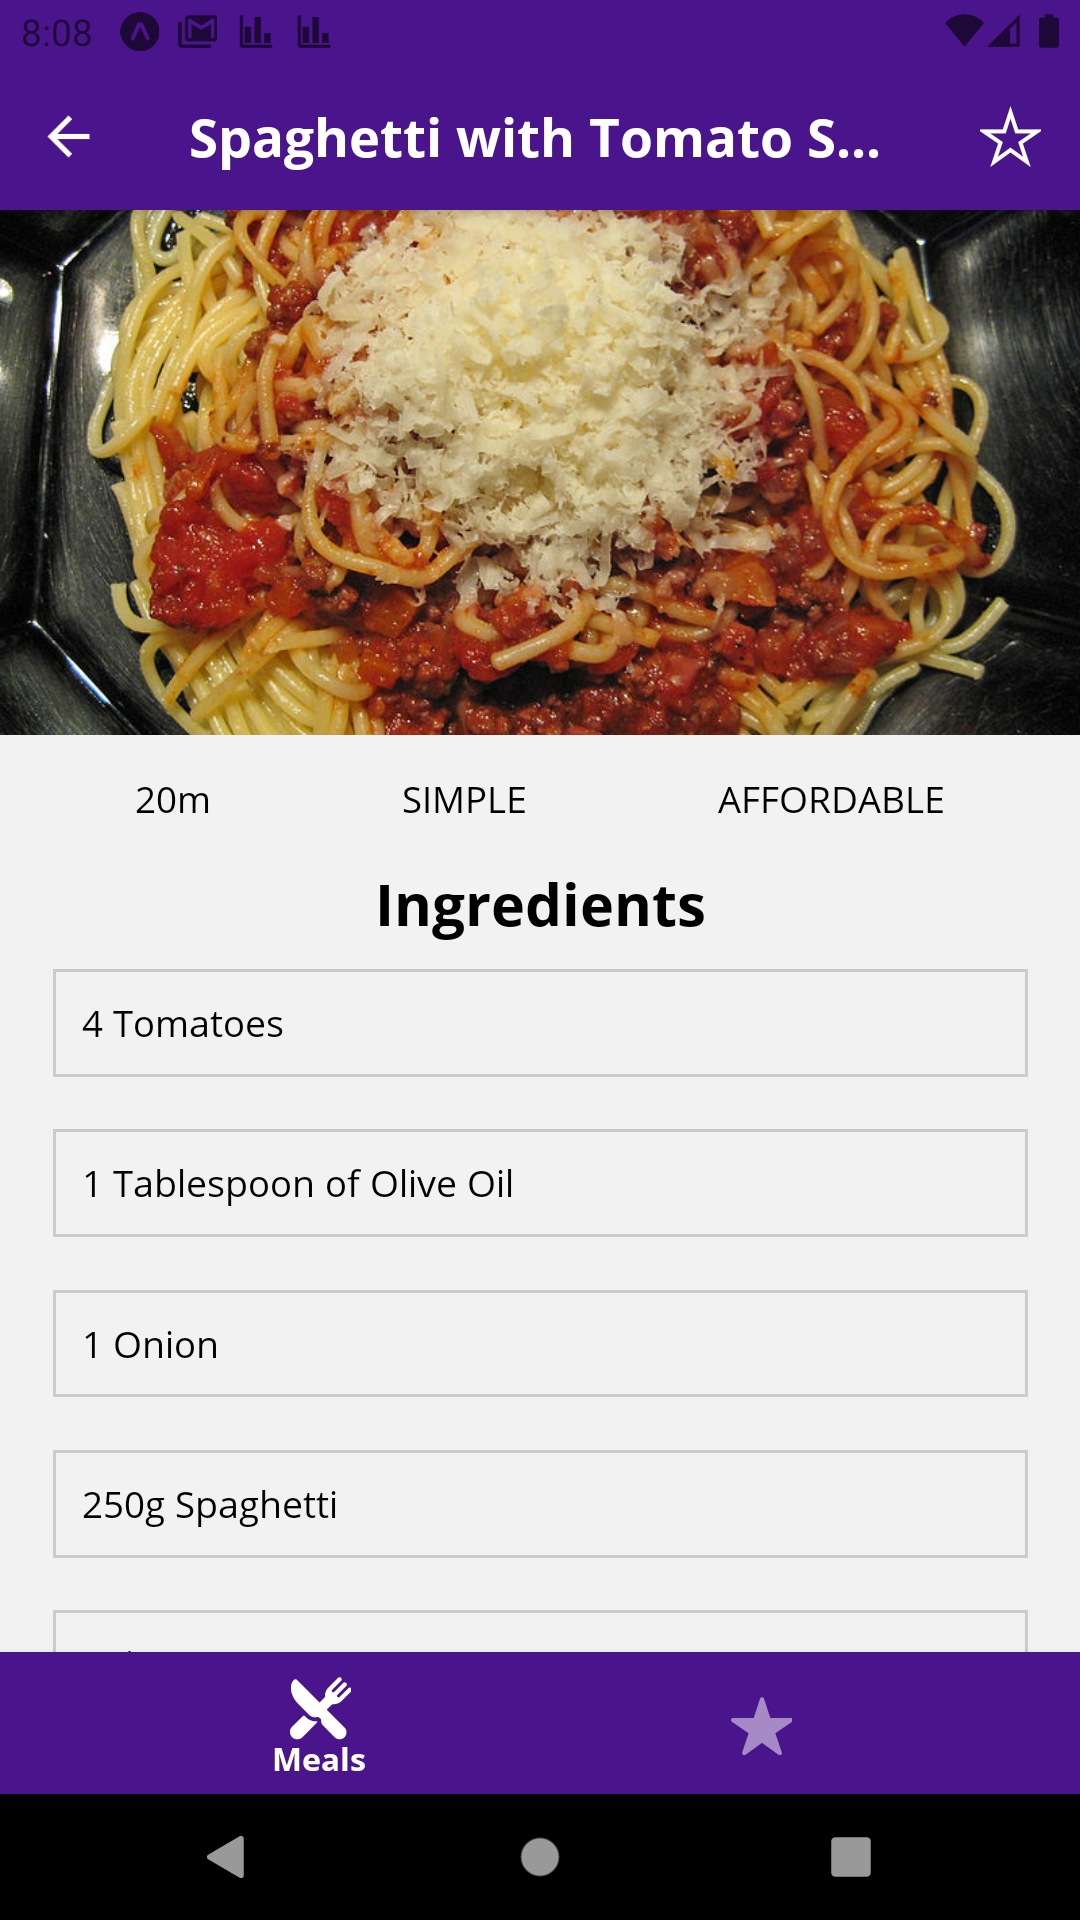 8:08
Spaghetti with Tomato S...
20m SIMPLE AFFORDABLE
Ingredients
4 Tomatoes
1 Tablespoon of Olive Oil
1 Onion
250g Spaghetti
Meals